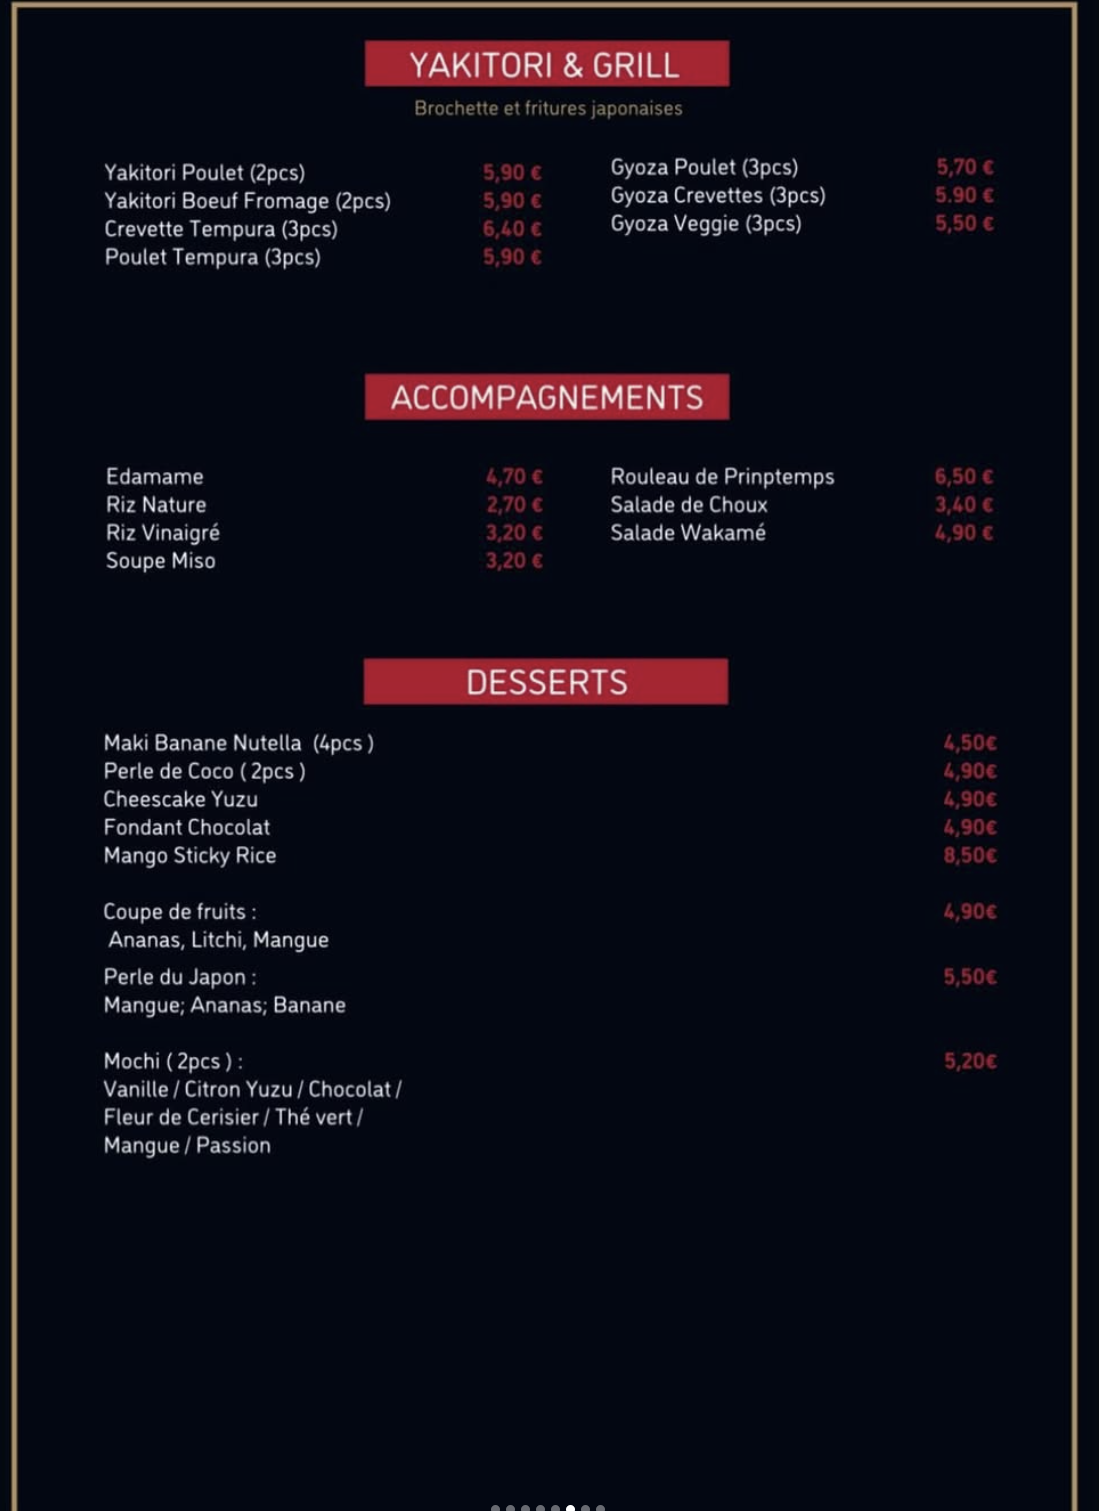 YAKITORI & GRILL
Brochette et fritures japonaises
Yakitori Poulet (2pcs) 5,90 €
Yakitori Boeuf Fromage (2pcs) 5,90 €
Crevette Tempura (3pcs) 6,40 €
Poulet Tempura (3pcs) 5,90 €
Gyoza Poulet (3pcs) 5,70 €
Gyoza Crevettes (3pcs) 5.90 €
Gyoza Veggie (3pcs) 5,50 €
ACCOMPAGNEMENTS
Edamame 4,70 €
Riz Nature 2,70 €
Riz Vinaigré 3,20 €
Soupe Miso 3,20 €
Rouleau de Prinptemps 6,50 €
Salade de Choux 3,40 €
Salade Wakamé 4,90 €
DESSERTS
Maki Banane Nutella (4pcs ) 4,50€
Perle de Coco ( 2pcs ) 4,90€
Cheescake Yuzu 4,90€
Fondant Chocolat 4,90€
Mango Sticky Rice 8,50€
Coupe de fruits : 4,90€
Ananas, Litchi, Mangue
Perle du Japon : 5,50€
Mangue; Ananas; Banane
Mochi ( 2pcs ) : 5,20€
Vanille / Citron Yuzu / Chocolat /
Fleur de Cerisier / Thé vert /
Mangue / Passion